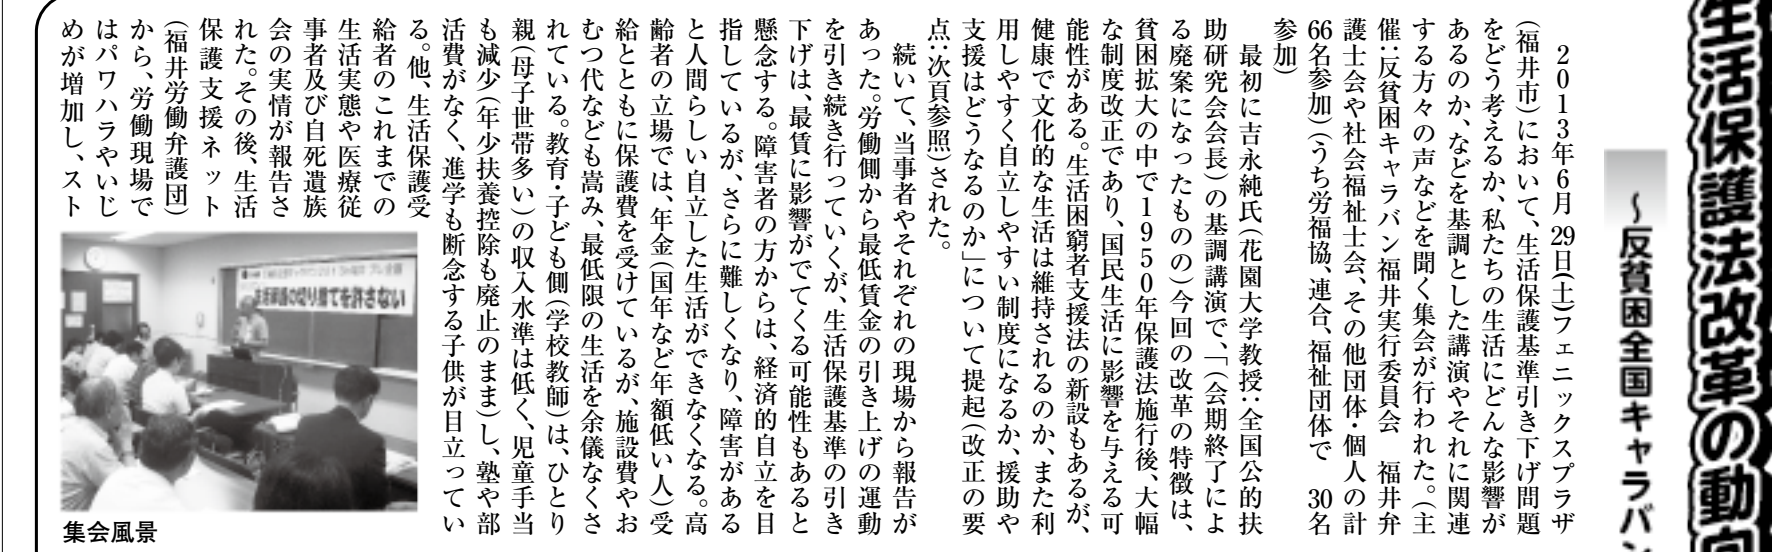 生活保護法改革の動向
～反貧困全国キャラバン
　２０１３年６月29日(土)フェニックスプラザ
(福井市)において、生活保護基準引き下げ問題
をどう考えるか、私たちの生活にどんな影響が
あるのか、などを基調とした講演やそれに関連
する方々の声などを聞く集会が行われた。(主
催：反貧困キャラバン福井実行委員会　福井弁
護士会や社会福祉士会、その他団体・個人の計
66名参加)(うち労福協、連合、福祉団体で　30名
参加)
　最初に吉永純氏(花園大学教授：全国公的扶
助研究会会長)の基調講演で、「(会期終了によ
る廃案になったものの)今回の改革の特徴は、
貧困拡大の中で１９５０年保護法施行後、大幅
な制度改正であり、国民生活に影響を与える可
能性がある。生活困窮者支援法の新設もあるが、
健康で文化的な生活は維持されるのか、また利
用しやすく自立しやすい制度になるか、援助や
支援はどうなるのか」について提起(改正の要
点：次頁参照)された。
　続いて、当事者やそれぞれの現場から報告が
あった。労働側から最低賃金の引き上げの運動
を引き続き行っていくが、生活保護基準の引き
下げは、最賃に影響がでてくる可能性もあると
懸念する。障害者の方からは、経済的自立を目
指しているが、さらに難しくなり、障害がある
と人間らしい自立した生活ができなくなる。高
齢者の立場では、年金(国年など年額低い人)受
給とともに保護費を受けているが、施設費やお
むつ代なども嵩み、最低限の生活を余儀なくさ
れている。教育・子ども側(学校教師)は、ひとり
親(母子世帯多い)の収入水準は低く、児童手当
も減少(年少扶養控除も廃止のまま)し、塾や部
活費がなく、進学も断念する子供が目立ってい
る。他、生活保護受
給者のこれまでの
生活実態や医療従
事者及び自死遺族
会の実情が報告さ
れた。その後、生活
保護支援ネット
(福井労働弁護団)
から、労働現場で
はパワハラやいじ
めが増加し、スト
生活保護の切り捨てを許さない
集会風景